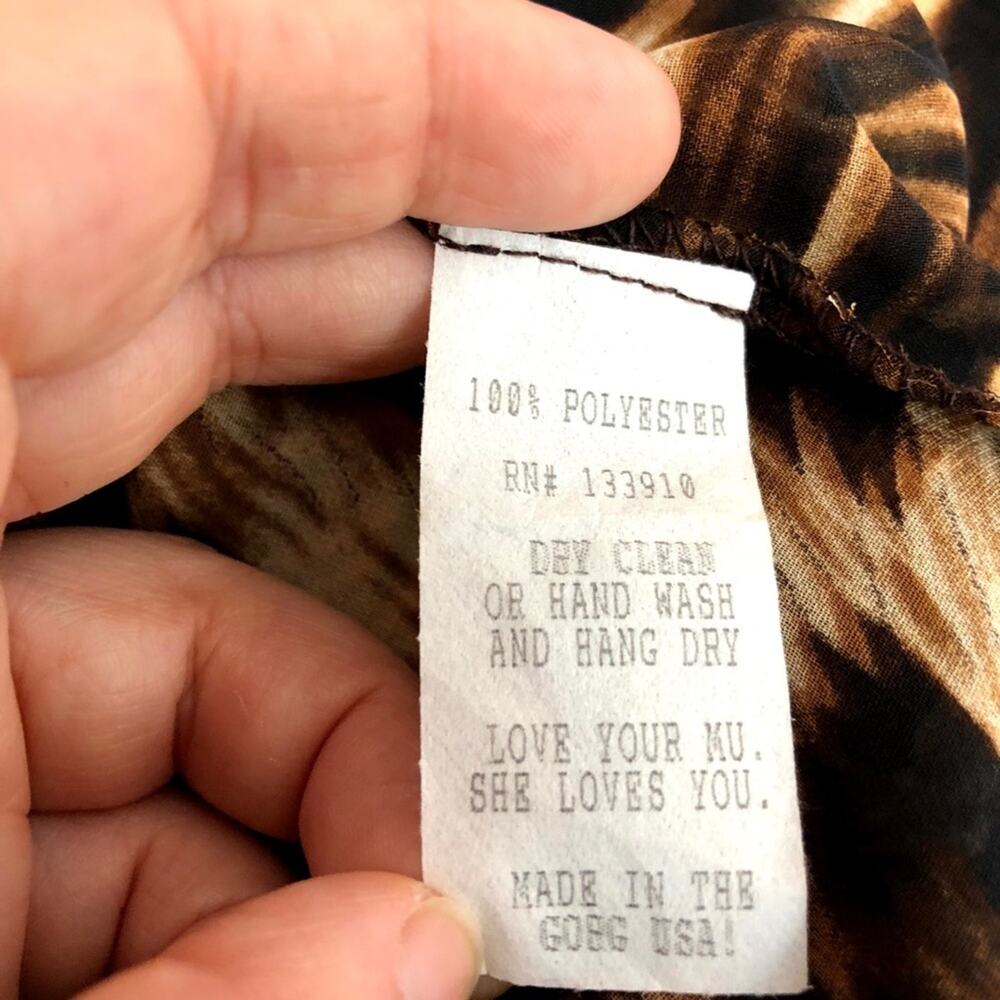 100% POLYESTER
RN# 133910
DRY CLEAN
OR HAND WASH
AND HANG DRY
LOVE YOUR MU.
SHE LOVES YOU.
MADE IN THE
USA!